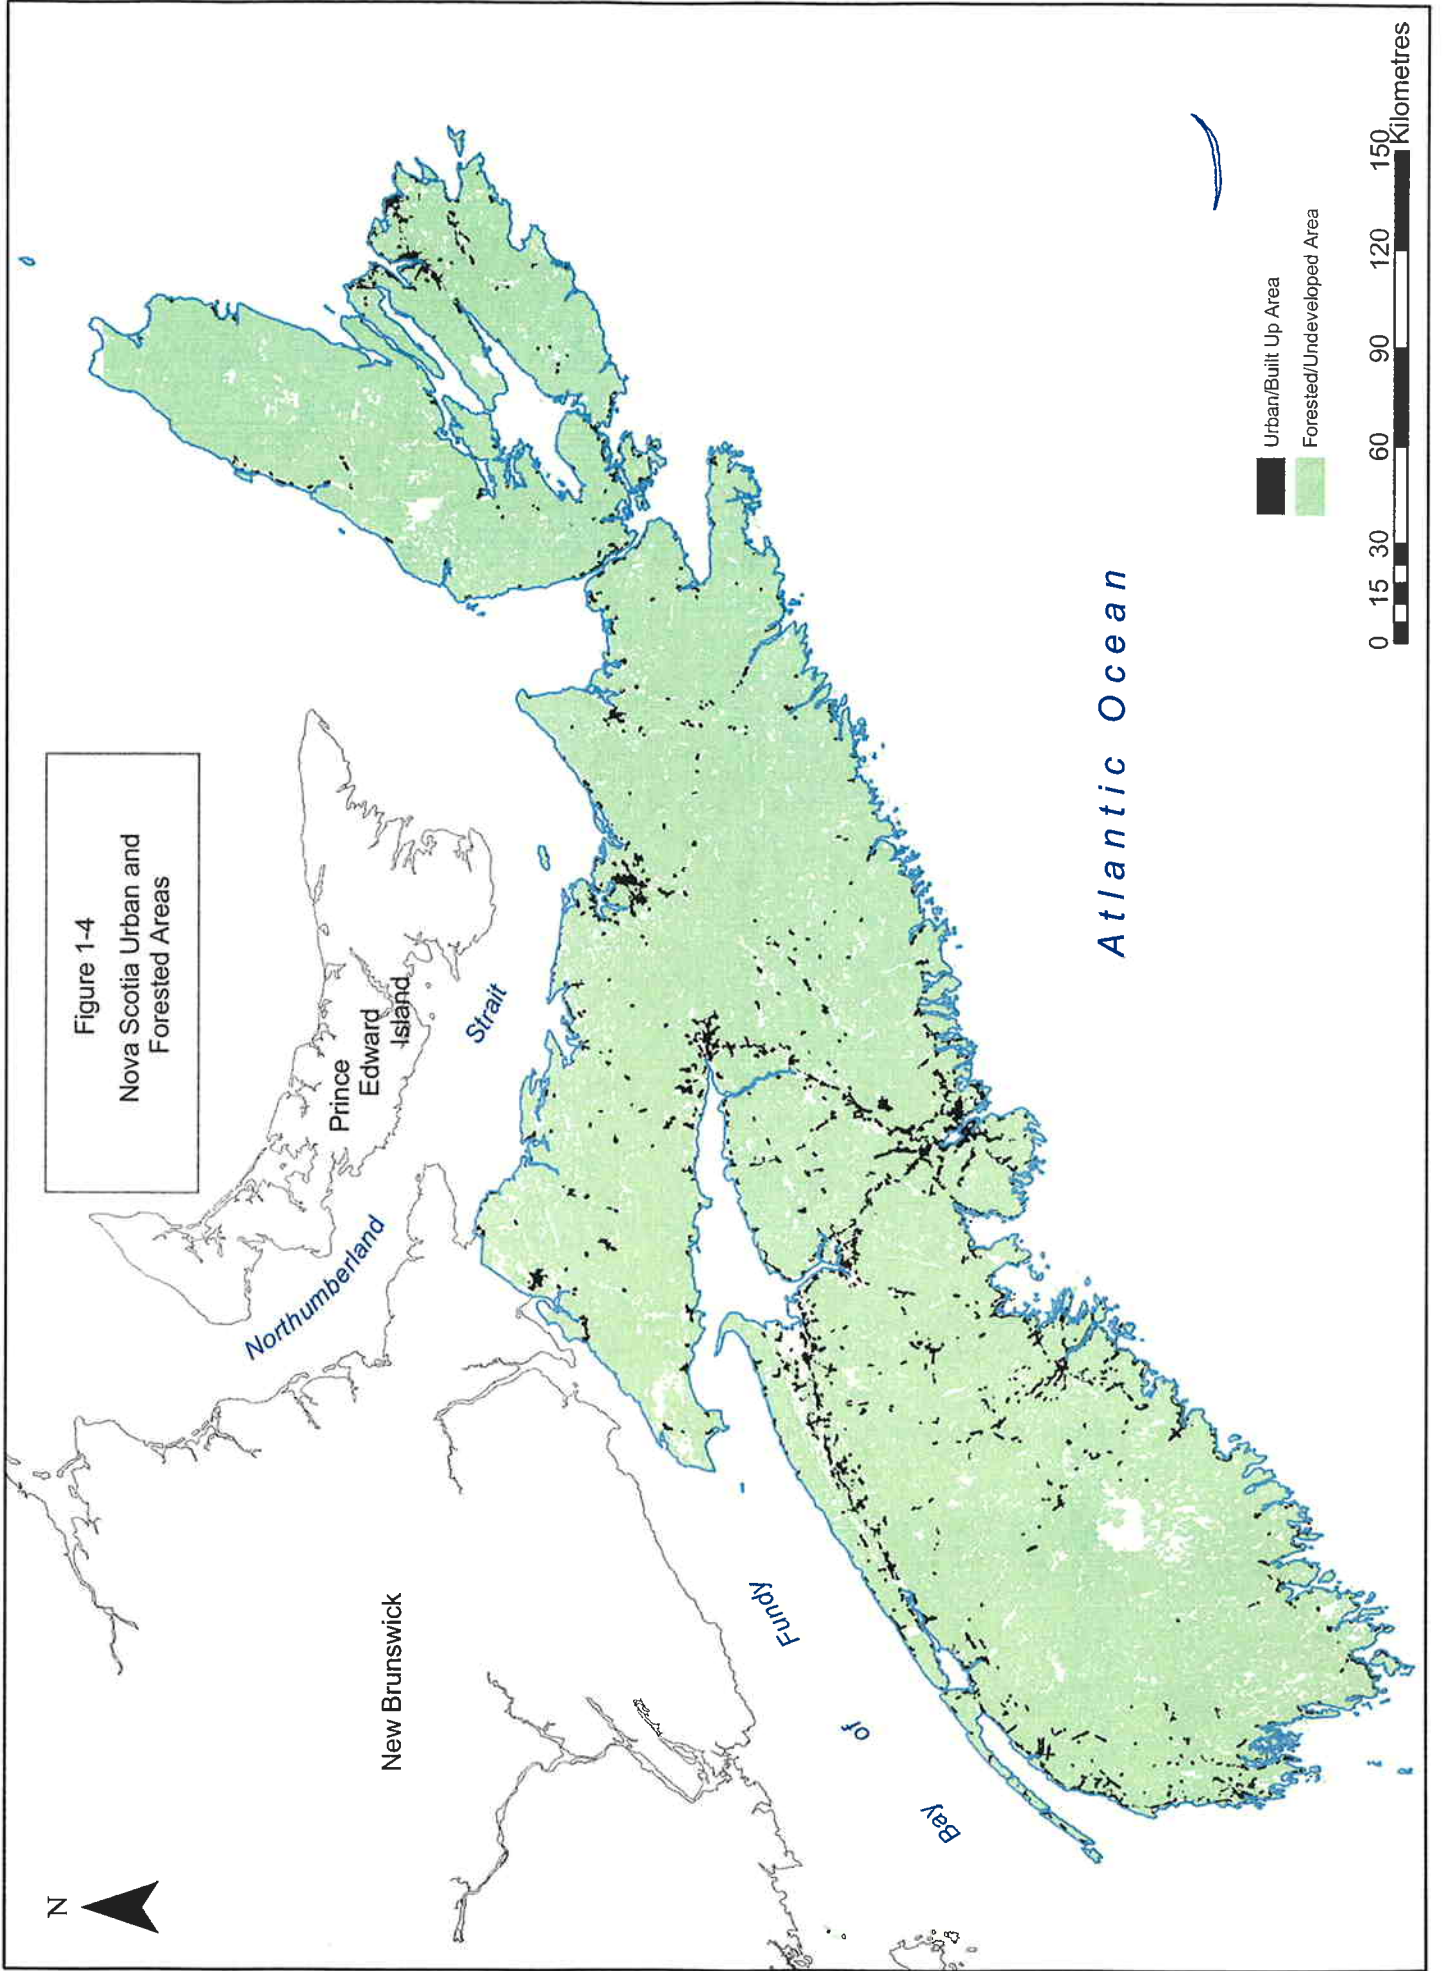 Figure 1-4
Nova Scotia Urban and
Forested Areas
N
New Brunswick
Prince
Edward
Island
Northumberland
Strait
Bay
of
Fundy
Atlantic Ocean
Urban/Built Up Area
Forested/Undeveloped Area
0 15 30 60 90 120 150
Kilometres